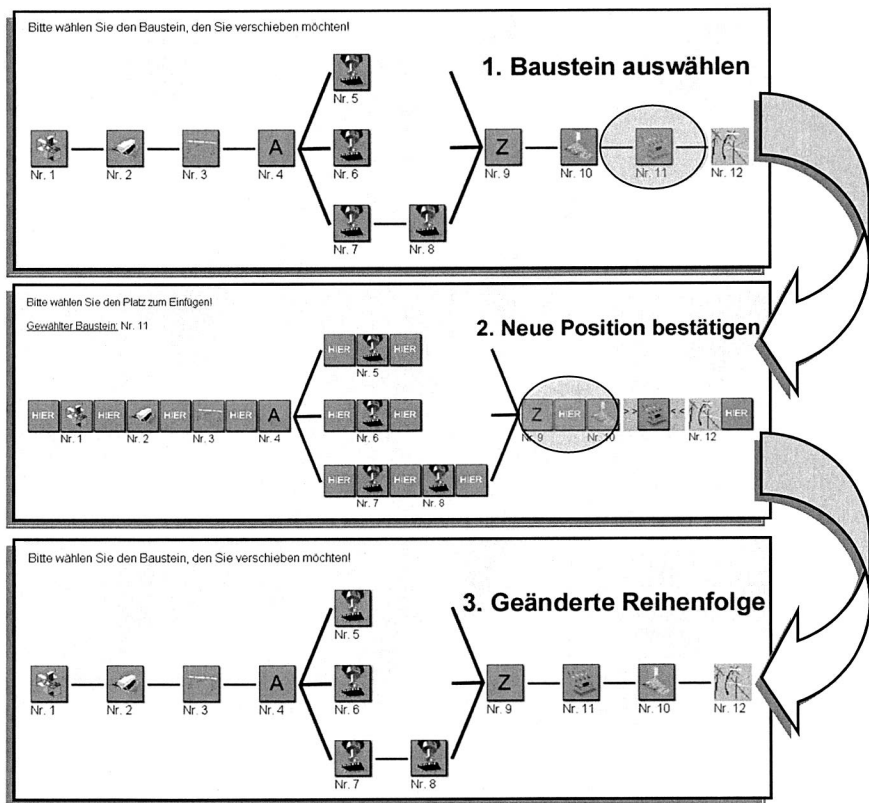 Bitte wählen Sie den Baustein, den Sie verschieben möchten!
1. Baustein auswählen
Nr. 5
A
Z
Nr. 1
Nr. 2
Nr. 3
Nr. 4
Nr. 6
Nr. 9
Nr. 10
Nr. 11
Nr. 12
Nr. 7
Nr. 8
Bitte wählen Sie den Platz zum Einfügen!
Gewählter Baustein: Nr. 11
2. Neue Position bestätigen
HIER HIER
Nr. 5
HIER HIER HIER HIER A HIER HIER Z HIER >> << HIER
Nr. 1 Nr. 2 Nr. 3 Nr. 4 Nr. 6 Nr. 9 Nr. 10 Nr. 12
HIER HIER HIER
Nr. 7 Nr. 8
Bitte wählen Sie den Baustein, den Sie verschieben möchten!
3. Geänderte Reihenfolge
Nr. 5
A
Z
Nr. 1
Nr. 2
Nr. 3
Nr. 4
Nr. 6
Nr. 9
Nr. 11
Nr. 10
Nr. 12
Nr. 7
Nr. 8